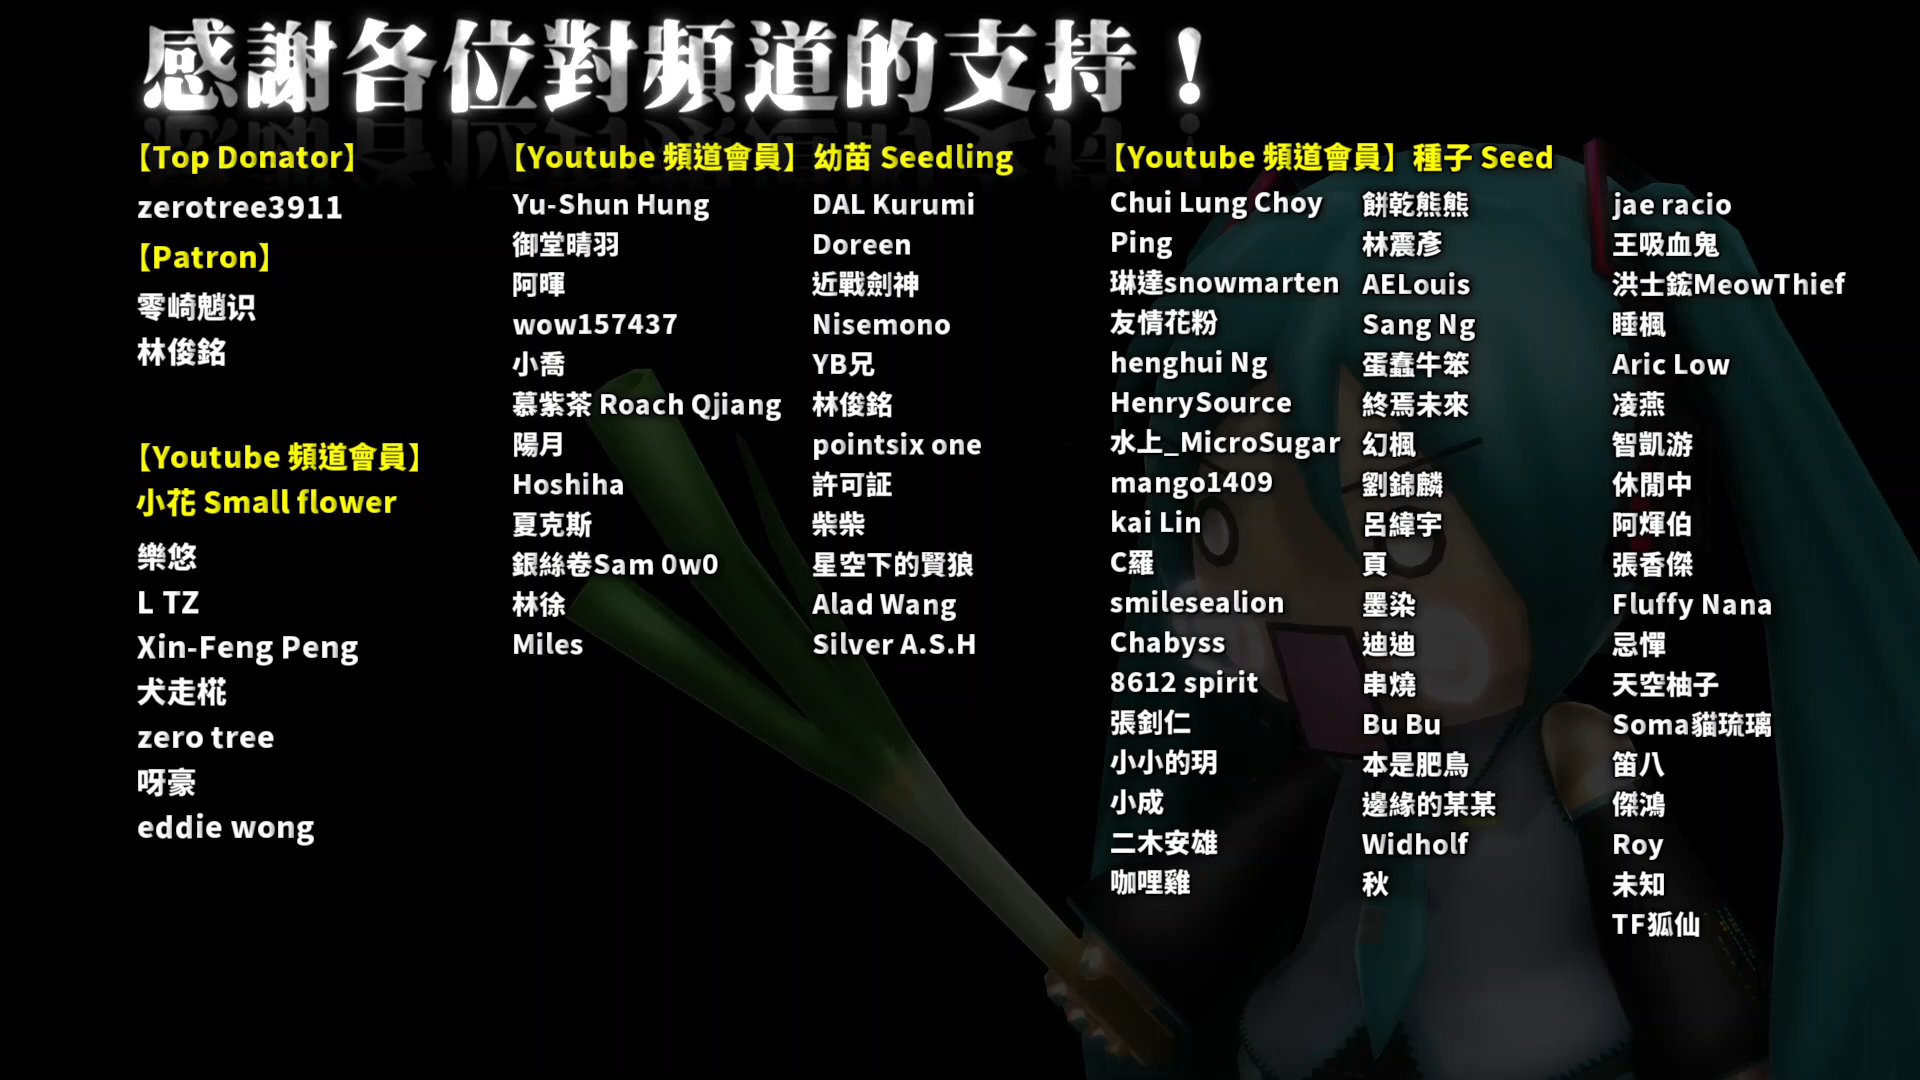 感謝各位對頻道的支持！
【Top Donator】
zerotree3911
【Patron】
零崎魈识
林俊銘
【Youtube 頻道會員】
小花 Small flower
樂悠
L TZ
Xin-Feng Peng
犬走椛
zero tree
呀豪
eddie wong
【Youtube 頻道會員】幼苗 Seedling
Yu-Shun Hung
御堂晴羽
阿暉
wow157437
小喬
慕紫茶 Roach Qjiang
陽月
Hoshiha
夏克斯
銀絲卷Sam 0w0
林徐
Miles
DAL Kurumi
Doreen
近戰劍神
Nisemono
YB兄
林俊銘
pointsix one
許可証
柴柴
星空下的賢狼
Alad Wang
Silver A.S.H
【Youtube 頻道會員】種子 Seed
Chui Lung Choy
Ping
琳達snowmarten
友情花粉
henghui Ng
HenrySource
水上_MicroSugar
mango1409
kai Lin
C羅
smilesealion
Chabyss
8612 spirit
張釗仁
小小的玥
小成
二木安雄
咖哩雞
餅乾熊熊
林震彥
AELouis
Sang Ng
蛋蠢牛笨
終焉未來
幻楓
劉錦麟
呂緯宇
頁
墨染
迪迪
串燒
Bu Bu
本是肥鳥
邊緣的某某
Widholf
秋
jae racio
王吸血鬼
洪士鋐MeowThief
睡楓
Aric Low
凌燕
智凱游
休閒中
阿煇伯
張香傑
Fluffy Nana
忌憚
天空柚子
Soma貓琉璃
笛八
傑鴻
Roy
未知
TF狐仙